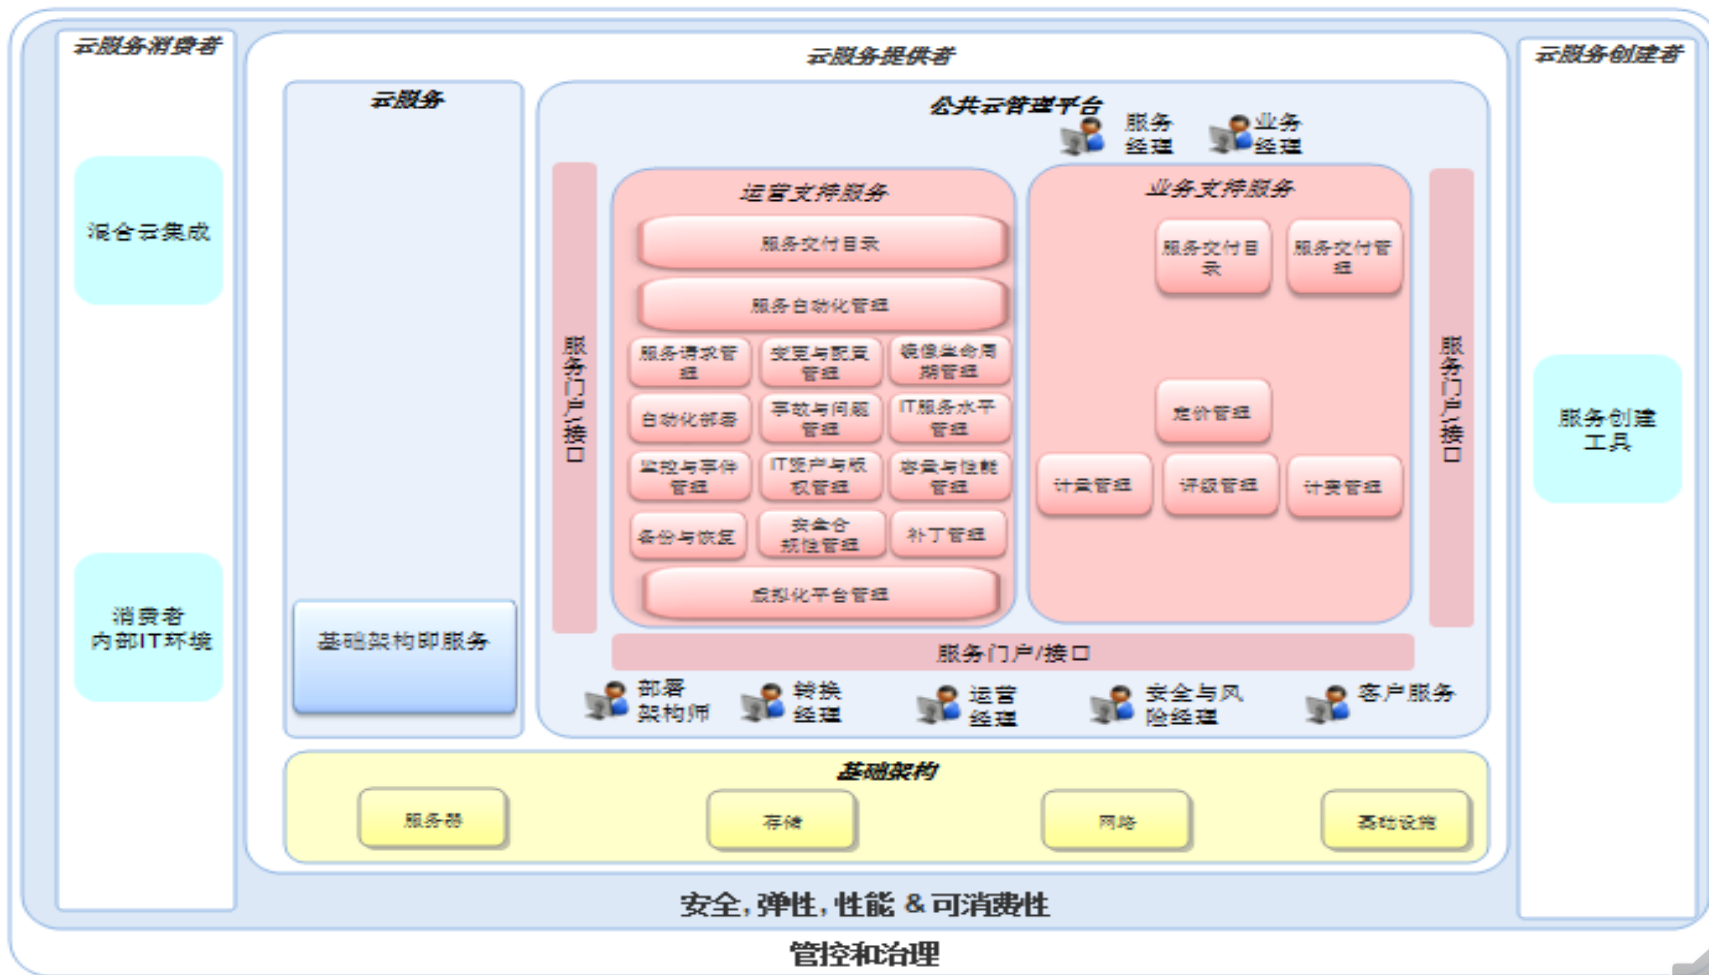 云服务消费者
混合云集成
消费者
内部IT环境
云服务提供者
云服务
基础架构即服务
公共云管理平台
服务
经理
业务
经理
服务门户/接口
运营支持服务
服务交付目录
服务自动化管理
服务请求管
理
变更与配置
管理
镜像生命周
期管理
自动化部署
事故与问题
管理
IT服务水平
管理
监控与事件
管理
IT资产与版
权管理
容量与性能
管理
备份与恢复
安全合
规性管理
补丁管理
虚拟化平台管理
业务支持服务
服务交付目
录
服务交付管
理
定价管理
计量管理
评级管理
计费管理
服务门户/接口
服务门户/接口
部署
架构师
转换
经理
运营
经理
安全与风
险经理
客户服务
基础架构
服务器
存储
网络
基础设施
云服务创建者
服务创建
工具
安全, 弹性, 性能 & 可消费性
管控和治理